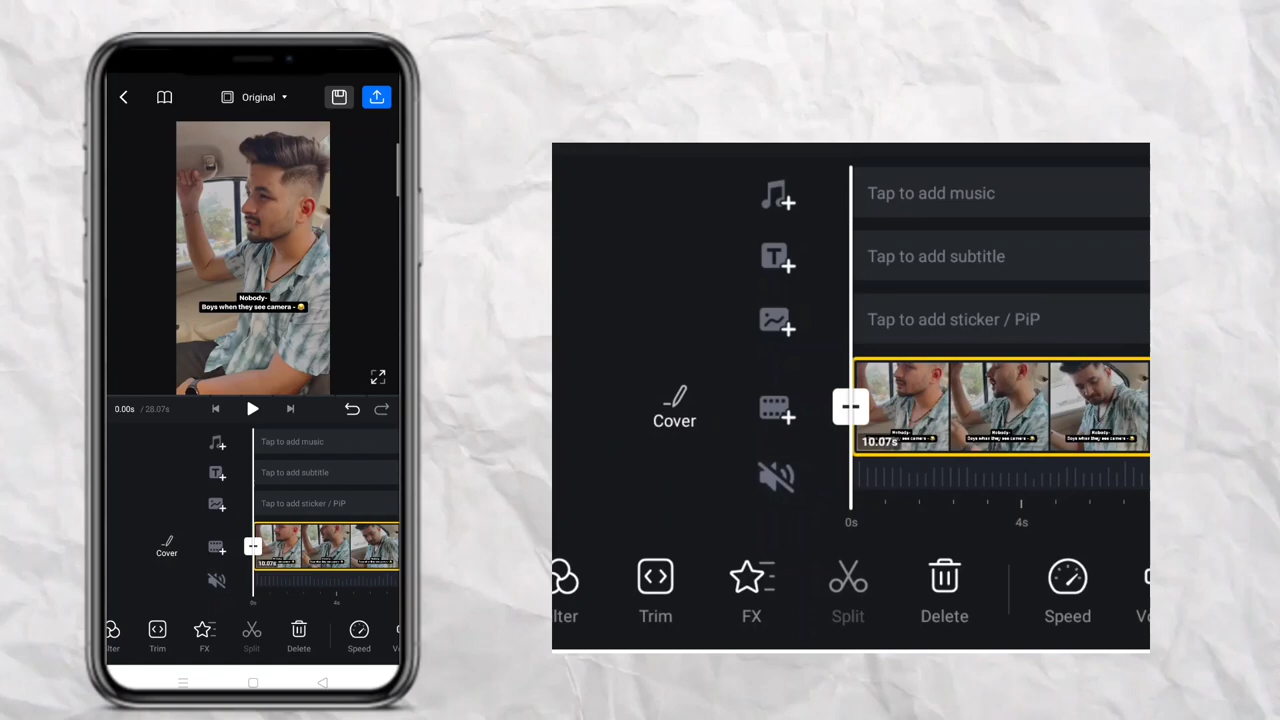 Original
Nobody-
Boys when they see camera - 😂
0.00s / 28.07s
Tap to add music
Tap to add subtitle
Tap to add sticker / PiP
Cover
10.07s
0s
4s
lter
Trim
FX
Split
Delete
Speed
V
Tap to add music
Tap to add subtitle
Tap to add sticker / PiP
Cover
10.07s
0s
4s
lter
Trim
FX
Split
Delete
Speed
V